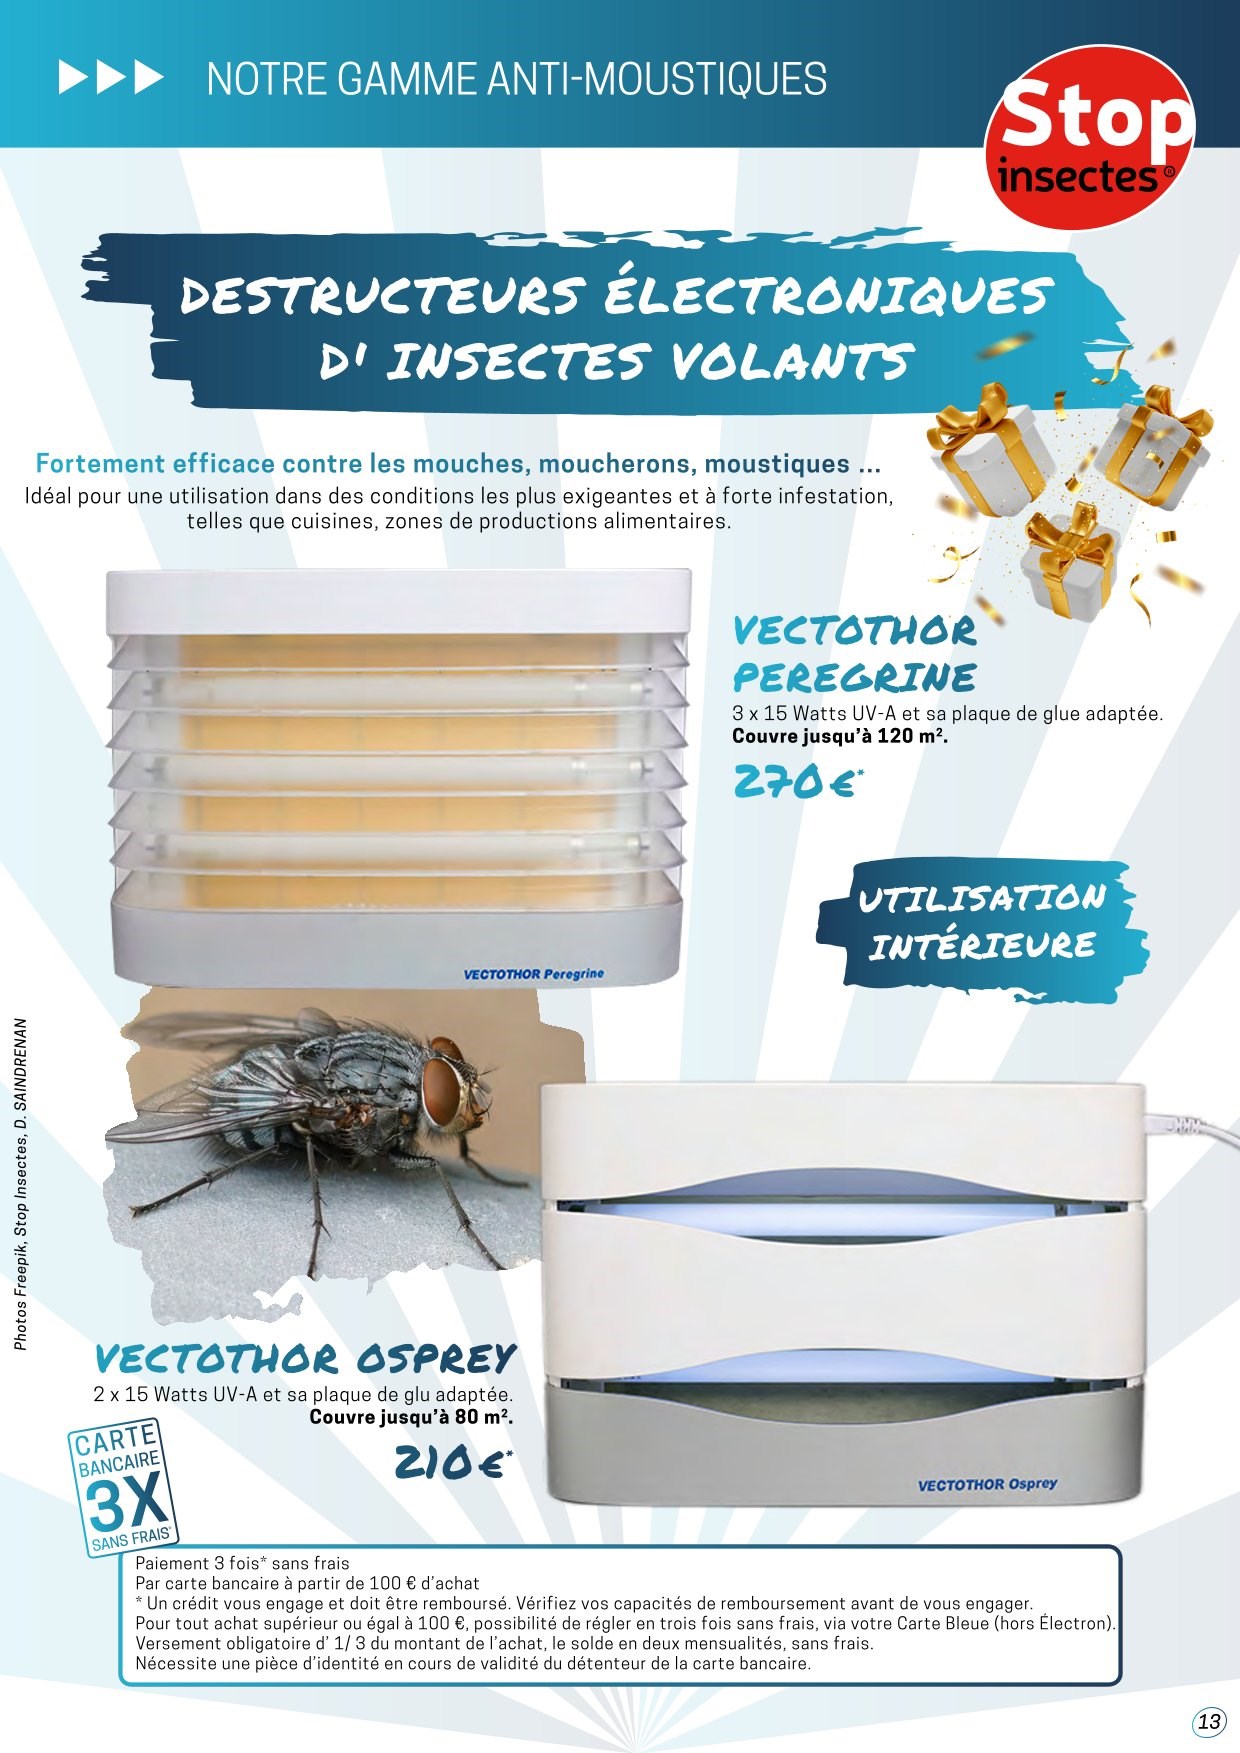 NOTRE GAMME ANTI-MOUSTIQUES
Stop
insectes®
DESTRUCTEURS ÉLECTRONIQUES
D' INSECTES VOLANTS
Fortement efficace contre les mouches, moucherons, moustiques ...
Idéal pour une utilisation dans des conditions les plus exigeantes et à forte infestation,
telles que cuisines, zones de productions alimentaires.
VECTOTHOR
PEREGRINE
3 x 15 Watts UV-A et sa plaque de glue adaptée.
Couvre jusqu'à 120 m².
270€*
VECTOTHOR Peregrine
UTILISATION
INTÉRIEURE
Photos Freepik, Stop Insectes, D. SAINDRENAN
VECTOTHOR OSPREY
2 x 15 Watts UV-A et sa plaque de glu adaptée.
Couvre jusqu'à 80 m².
210€*
VECTOTHOR Osprey
CARTE
BANCAIRE
3X
SANS FRAIS*
Paiement 3 fois* sans frais
Par carte bancaire à partir de 100 € d'achat
* Un crédit vous engage et doit être remboursé. Vérifiez vos capacités de remboursement avant de vous engager.
Pour tout achat supérieur ou égal à 100 €, possibilité de régler en trois fois sans frais, via votre Carte Bleue (hors Électron).
Versement obligatoire d' 1/ 3 du montant de l'achat, le solde en deux mensualités, sans frais.
Nécessite une pièce d'identité en cours de validité du détenteur de la carte bancaire.
13